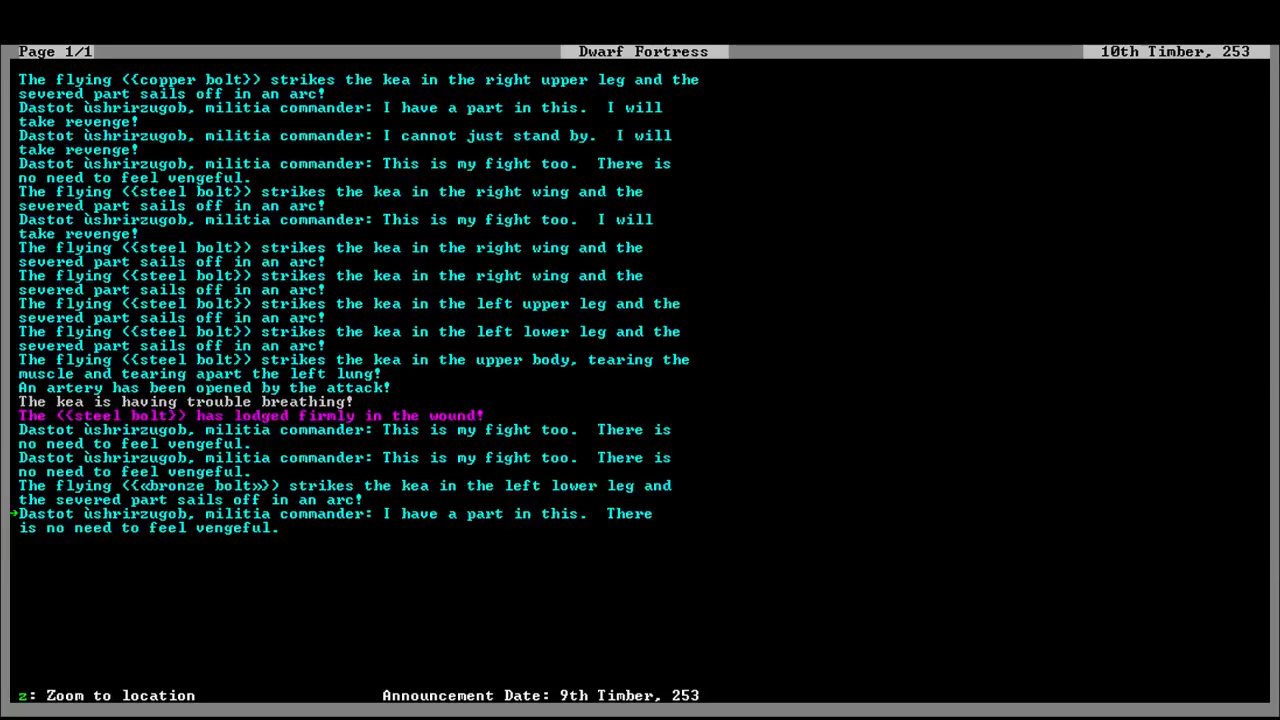 Page 1/1 Dwarf Fortress 10th Timber, 253
The flying ((copper bolt)) strikes the kea in the right upper leg and the
severed part sails off in an arc!
Dastot ùshrirzugob, militia commander: I have a part in this.  I will
take revenge!
Dastot ùshrirzugob, militia commander: I cannot just stand by.  I will
take revenge!
Dastot ùshrirzugob, militia commander: This is my fight too.  There is
no need to feel vengeful.
The flying ((steel bolt)) strikes the kea in the right wing and the
severed part sails off in an arc!
Dastot ùshrirzugob, militia commander: This is my fight too.  I will
take revenge!
The flying ((steel bolt)) strikes the kea in the right wing and the
severed part sails off in an arc!
The flying ((steel bolt)) strikes the kea in the right wing and the
severed part sails off in an arc!
The flying ((steel bolt)) strikes the kea in the left upper leg and the
severed part sails off in an arc!
The flying ((steel bolt)) strikes the kea in the left lower leg and the
severed part sails off in an arc!
The flying ((steel bolt)) strikes the kea in the upper body, tearing the
muscle and tearing apart the left lung!
An artery has been opened by the attack!
The kea is having trouble breathing!
The ((steel bolt)) has lodged firmly in the wound!
Dastot ùshrirzugob, militia commander: This is my fight too.  There is
no need to feel vengeful.
Dastot ùshrirzugob, militia commander: This is my fight too.  There is
no need to feel vengeful.
The flying ((«bronze bolt»)) strikes the kea in the left lower leg and
the severed part sails off in an arc!
→Dastot ùshrirzugob, militia commander: I have a part in this.  There
is no need to feel vengeful.
z: Zoom to location Announcement Date: 9th Timber, 253